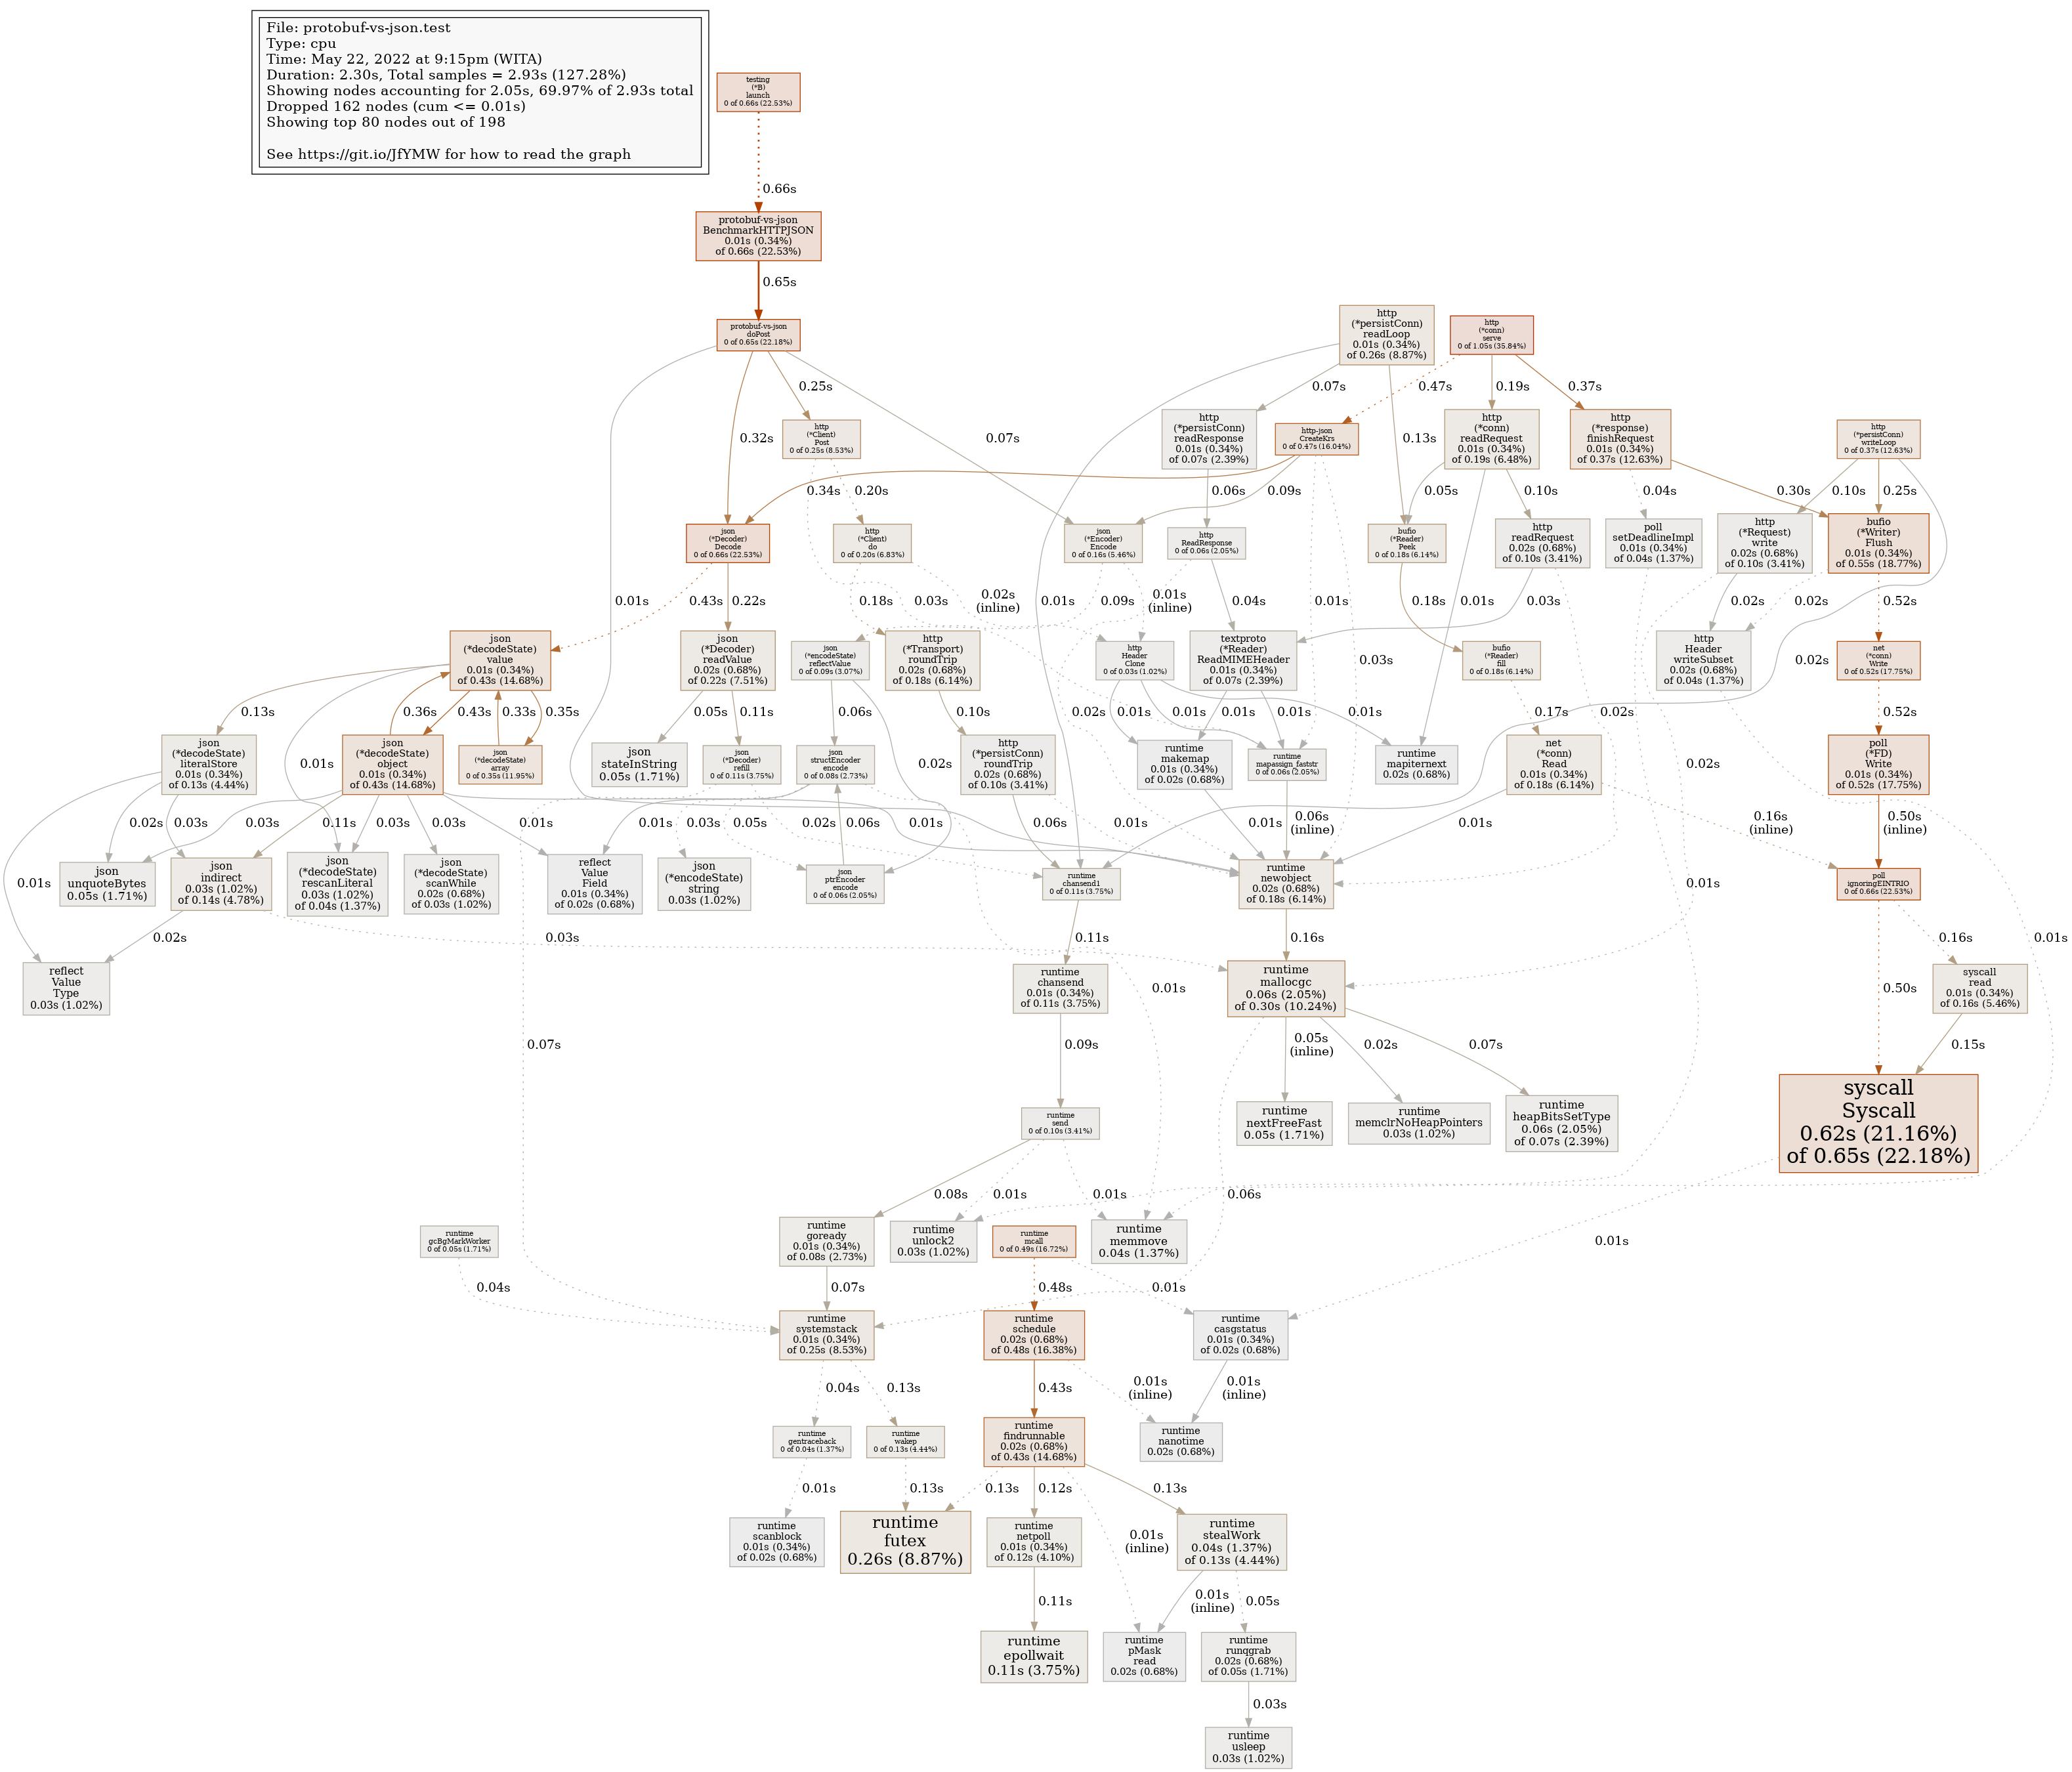 File: protobuf-vs-json.test
Type: cpu
Time: May 22, 2022 at 9:15pm (WITA)
Duration: 2.30s, Total samples = 2.93s (127.28%)
Showing nodes accounting for 2.05s, 69.97% of 2.93s total
Dropped 162 nodes (cum <= 0.01s)
Showing top 80 nodes out of 198
See https://git.io/JfYMW for how to read the graph
testing
(*B)
launch
0 of 0.66s (22.53%)
0.66s
protobuf-vs-json
BenchmarkHTTPJSON
0.01s (0.34%)
of 0.66s (22.53%)
0.65s
protobuf-vs-json
doPost
0 of 0.65s (22.18%)
http
(*persistConn)
readLoop
0.01s (0.34%)
of 0.26s (8.87%)
http
(*conn)
serve
0 of 1.05s (35.84%)
0.25s
0.07s
0.47s
0.19s
0.37s
http
(*Client)
Post
0 of 0.25s (8.53%)
0.32s
0.07s
http
(*persistConn)
readResponse
0.01s (0.34%)
of 0.07s (2.39%)
http-json
CreateKrs
0 of 0.47s (16.04%)
0.13s
http
(*conn)
readRequest
0.01s (0.34%)
of 0.19s (6.48%)
http
(*response)
finishRequest
0.01s (0.34%)
of 0.37s (12.63%)
http
(*persistConn)
writeLoop
0 of 0.37s (12.63%)
0.34s
0.20s
0.06s
0.09s
0.05s
0.10s
0.04s
0.30s
0.10s
0.25s
json
(*Decoder)
Decode
0 of 0.66s (22.53%)
http
(*Client)
do
0 of 0.20s (6.83%)
json
(*Encoder)
Encode
0 of 0.16s (5.46%)
http
ReadResponse
0 of 0.06s (2.05%)
bufio
(*Reader)
Peek
0 of 0.18s (6.14%)
http
readRequest
0.02s (0.68%)
of 0.10s (3.41%)
poll
setDeadlineImpl
0.01s (0.34%)
of 0.04s (1.37%)
http
(*Request)
write
0.02s (0.68%)
of 0.10s (3.41%)
bufio
(*Writer)
Flush
0.01s (0.34%)
of 0.55s (18.77%)
0.01s
0.43s
0.22s
0.18s
0.03s
0.02s
(inline)
0.01s
0.09s
0.01s
(inline)
0.04s
0.01s
0.18s
0.01s
0.03s
0.02s
0.02s
0.52s
json
(*decodeState)
value
0.01s (0.34%)
of 0.43s (14.68%)
json
(*Decoder)
readValue
0.02s (0.68%)
of 0.22s (7.51%)
json
(*encodeState)
reflectValue
0 of 0.09s (3.07%)
http
(*Transport)
roundTrip
0.02s (0.68%)
of 0.18s (6.14%)
http
Header
Clone
0 of 0.03s (1.02%)
textproto
(*Reader)
ReadMIMEHeader
0.01s (0.34%)
of 0.07s (2.39%)
0.03s
bufio
(*Reader)
fill
0 of 0.18s (6.14%)
http
Header
writeSubset
0.02s (0.68%)
of 0.04s (1.37%)
0.02s
net
(*conn)
Write
0 of 0.52s (17.75%)
0.13s
0.36s
0.43s
0.33s
0.35s
0.05s
0.11s
0.06s
0.10s
0.02s
0.01s
0.01s
0.01s
0.01s
0.01s
0.17s
0.02s
0.52s
json
(*decodeState)
literalStore
0.01s (0.34%)
of 0.13s (4.44%)
0.01s
json
(*decodeState)
object
0.01s (0.34%)
of 0.43s (14.68%)
json
(*decodeState)
array
0 of 0.35s (11.95%)
json
stateInString
0.05s (1.71%)
json
(*Decoder)
refill
0 of 0.11s (3.75%)
json
structEncoder
encode
0 of 0.08s (2.73%)
0.02s
http
(*persistConn)
roundTrip
0.02s (0.68%)
of 0.10s (3.41%)
runtime
makemap
0.01s (0.34%)
of 0.02s (0.68%)
runtime
mapassign_faststr
0 of 0.06s (2.05%)
runtime
mapiternext
0.02s (0.68%)
net
(*conn)
Read
0.01s (0.34%)
of 0.18s (6.14%)
0.02s
poll
(*FD)
Write
0.01s (0.34%)
of 0.52s (17.75%)
0.02s
0.03s
0.03s
0.11s
0.03s
0.03s
0.01s
0.01s
0.03s
0.05s
0.06s
0.01s
0.02s
0.06s
0.01s
0.01s
0.06s
(inline)
0.01s
0.16s
(inline)
0.50s
(inline)
0.01s
json
unquoteBytes
0.05s (1.71%)
json
indirect
0.03s (1.02%)
of 0.14s (4.78%)
json
(*decodeState)
rescanLiteral
0.03s (1.02%)
of 0.04s (1.37%)
json
(*decodeState)
scanWhile
0.02s (0.68%)
of 0.03s (1.02%)
reflect
Value
Field
0.01s (0.34%)
of 0.02s (0.68%)
json
(*encodeState)
string
0.03s (1.02%)
json
ptrEncoder
encode
0 of 0.06s (2.05%)
runtime
chansend1
0 of 0.11s (3.75%)
runtime
newobject
0.02s (0.68%)
of 0.18s (6.14%)
0.01s
poll
ignoringEINTRIO
0 of 0.66s (22.53%)
0.02s
0.03s
0.11s
0.16s
0.16s
0.01s
reflect
Value
Type
0.03s (1.02%)
runtime
chansend
0.01s (0.34%)
of 0.11s (3.75%)
0.01s
runtime
mallocgc
0.06s (2.05%)
of 0.30s (10.24%)
0.50s
syscall
read
0.01s (0.34%)
of 0.16s (5.46%)
0.07s
0.09s
0.05s
(inline)
0.02s
0.07s
0.15s
runtime
send
0 of 0.10s (3.41%)
runtime
nextFreeFast
0.05s (1.71%)
runtime
memclrNoHeapPointers
0.03s (1.02%)
runtime
heapBitsSetType
0.06s (2.05%)
of 0.07s (2.39%)
syscall
Syscall
0.62s (21.16%)
of 0.65s (22.18%)
0.08s
0.01s
0.01s
0.06s
runtime
gcBgMarkWorker
0 of 0.05s (1.71%)
runtime
goready
0.01s (0.34%)
of 0.08s (2.73%)
runtime
unlock2
0.03s (1.02%)
runtime
mcall
0 of 0.49s (16.72%)
runtime
memmove
0.04s (1.37%)
0.01s
0.04s
0.07s
0.48s
0.01s
runtime
systemstack
0.01s (0.34%)
of 0.25s (8.53%)
runtime
schedule
0.02s (0.68%)
of 0.48s (16.38%)
runtime
casgstatus
0.01s (0.34%)
of 0.02s (0.68%)
0.04s
0.13s
0.43s
0.01s
(inline)
0.01s
(inline)
runtime
gentraceback
0 of 0.04s (1.37%)
runtime
wakep
0 of 0.13s (4.44%)
runtime
findrunnable
0.02s (0.68%)
of 0.43s (14.68%)
runtime
nanotime
0.02s (0.68%)
0.01s
0.13s
0.13s
0.12s
0.13s
runtime
scanblock
0.01s (0.34%)
of 0.02s (0.68%)
runtime
futex
0.26s (8.87%)
runtime
netpoll
0.01s (0.34%)
of 0.12s (4.10%)
0.01s
(inline)
runtime
stealWork
0.04s (1.37%)
of 0.13s (4.44%)
0.11s
0.01s
(inline)
0.05s
runtime
epollwait
0.11s (3.75%)
runtime
pMask
read
0.02s (0.68%)
runtime
runqgrab
0.02s (0.68%)
of 0.05s (1.71%)
0.03s
runtime
usleep
0.03s (1.02%)